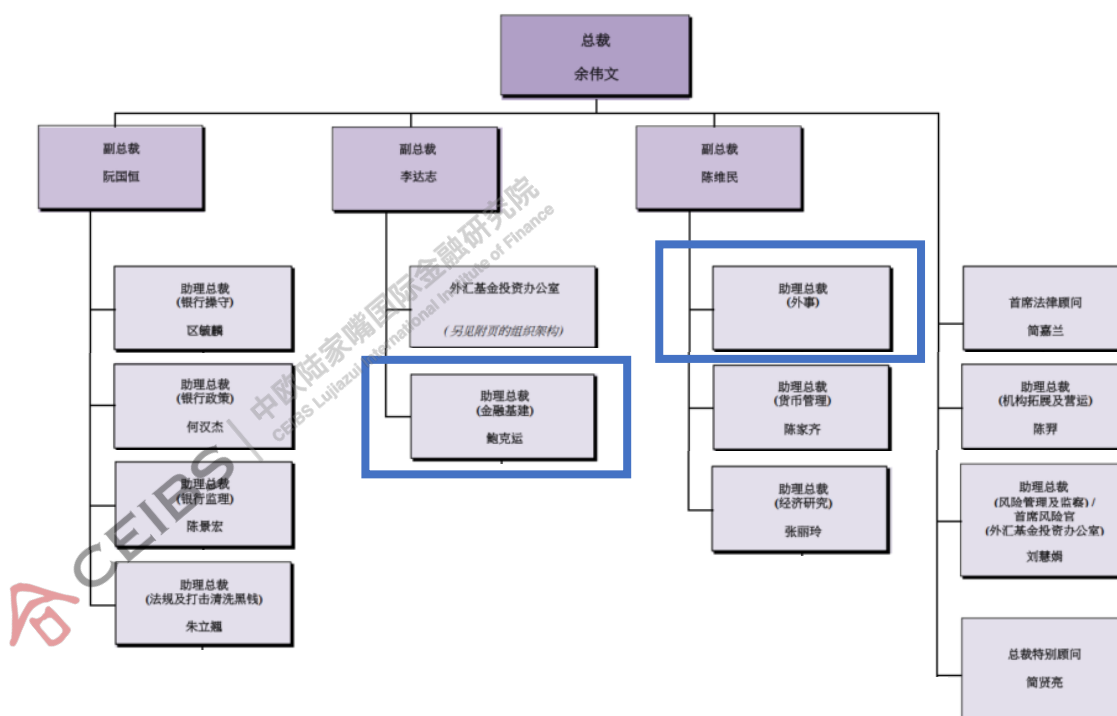 总裁
余伟文
副总裁
阮国恒
副总裁
李达志
副总裁
陈维民
助理总裁
(银行操守)
区毓麟
助理总裁
(银行政策)
何汉杰
助理总裁
(银行监理)
陈景宏
助理总裁
(法规及打击清洗黑钱)
朱立翘
外汇基金投资办公室
(另见附页的组织架构)
助理总裁
(金融基建)
鲍克运
助理总裁
(外事)
助理总裁
(货币管理)
陈家齐
助理总裁
(经济研究)
张丽玲
首席法律顾问
简嘉兰
助理总裁
(机构拓展及营运)
陈羿
助理总裁
(风险管理及监察) /
首席风险官
(外汇基金投资办公室)
刘慧娟
总裁特别顾问
简贤亮
CEIBS
中欧陆家嘴国际金融研究院
CEIBS Lujiazui International Institute of Finance